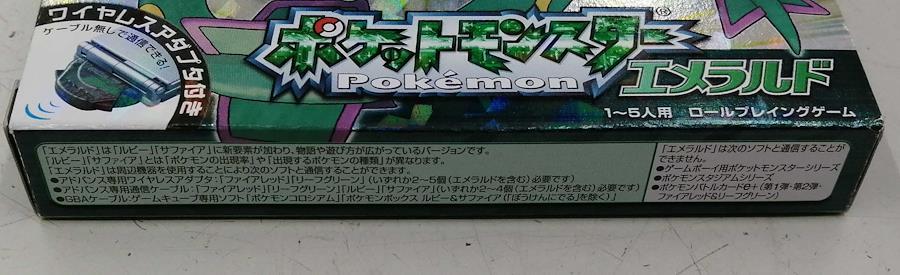 ワイヤレスアダプタ付き
ケーブル無しで通信できる!
ポケットモンスター®
Pokémon
エメラルド
1〜5人用 ロールプレイングゲーム
「エメラルド」は「ルビー」「サファイア」に新要素が加わり、物語や遊び方が広がっているバージョンです。
「ルビー」「サファイア」とは「ポケモンの出現率」や「出現するポケモンの種類」が異なります。
「エメラルド」は周辺機器を使用することにより次のソフトと通信することができます。
●アドバンス専用ワイヤレスアダプタ:「ファイアレッド」「リーフグリーン」(いずれか2〜5個(エメラルドを含む)必要です)
●アドバンス専用通信ケーブル:「ファイアレッド」「リーフグリーン」「ルビー」「サファイア」(いずれか2〜4個(エメラルドを含む)必要です)
●GBAケーブル:ゲームキューブ専用ソフト「ポケモンコロシアム」「ポケモンボックス ルビー&サファイア(「ぼうけんにでる」を除く)」
「エメラルド」は次のソフトと通信することが
できません。
●ゲームボーイ用ポケットモンスターシリーズ
●ポケモンスタジアムシリーズ
●ポケモンバトルカードe+(第1弾・第2弾・
ファイアレッド&リーフグリーン)